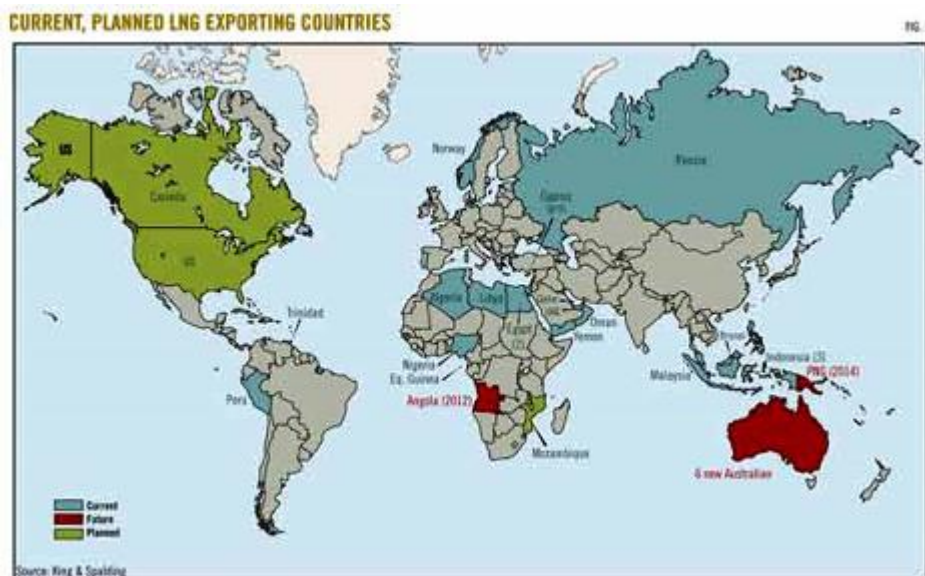 CURRENT, PLANNED LNG EXPORTING COUNTRIES
FIG.
US
Canada
US
Norway
Russia
Cyprus
Trinidad
Algeria
Libya
Egypt
Oman
Yemen
Nigeria
Eq. Guinea
Peru
Angola (2012)
Mozambique
Brunei
Malaysia
Indonesia (3)
PNG (2014)
6 new Australian
Current
Future
Planned
Source: King & Spalding